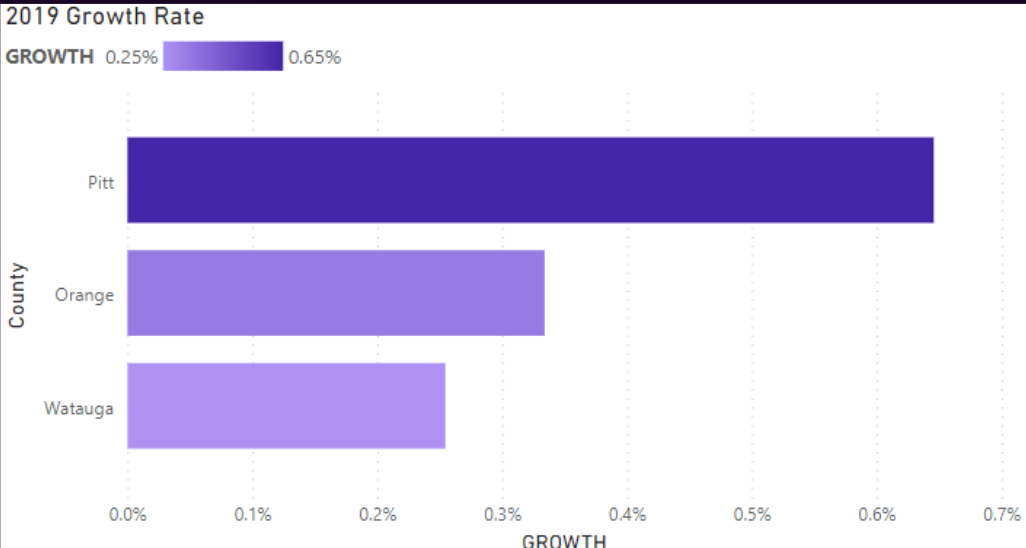 2019 Growth Rate
GROWTH 0.25% 0.65%
Pitt
Orange
Watauga
County
0.0% 0.1% 0.2% 0.3% 0.4% 0.5% 0.6% 0.7%
GROWTH